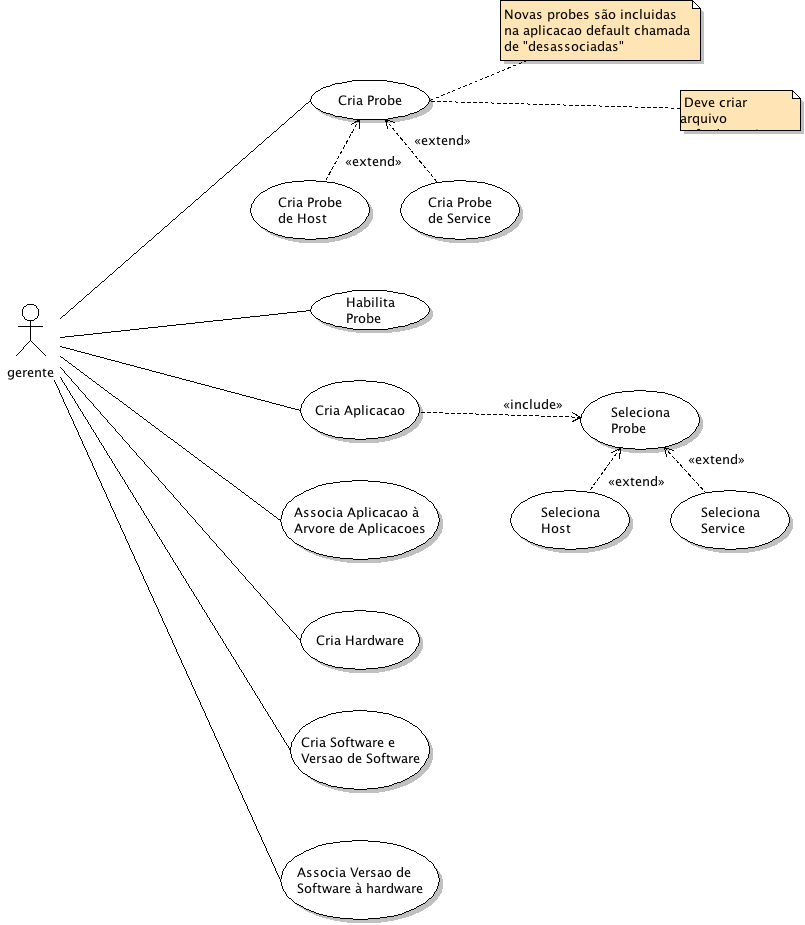 Novas probes são incluidas
na aplicacao default chamada
de "desassociadas"
Cria Probe
Deve criar
arquivo
«extend»
«extend»
Cria Probe
de Host
Cria Probe
de Service
Habilita
Probe
gerente
Cria Aplicacao
«include»
Seleciona
Probe
«extend»
«extend»
Seleciona
Host
Seleciona
Service
Associa Aplicacao à
Arvore de Aplicacoes
Cria Hardware
Cria Software e
Versao de Software
Associa Versao de
Software à hardware